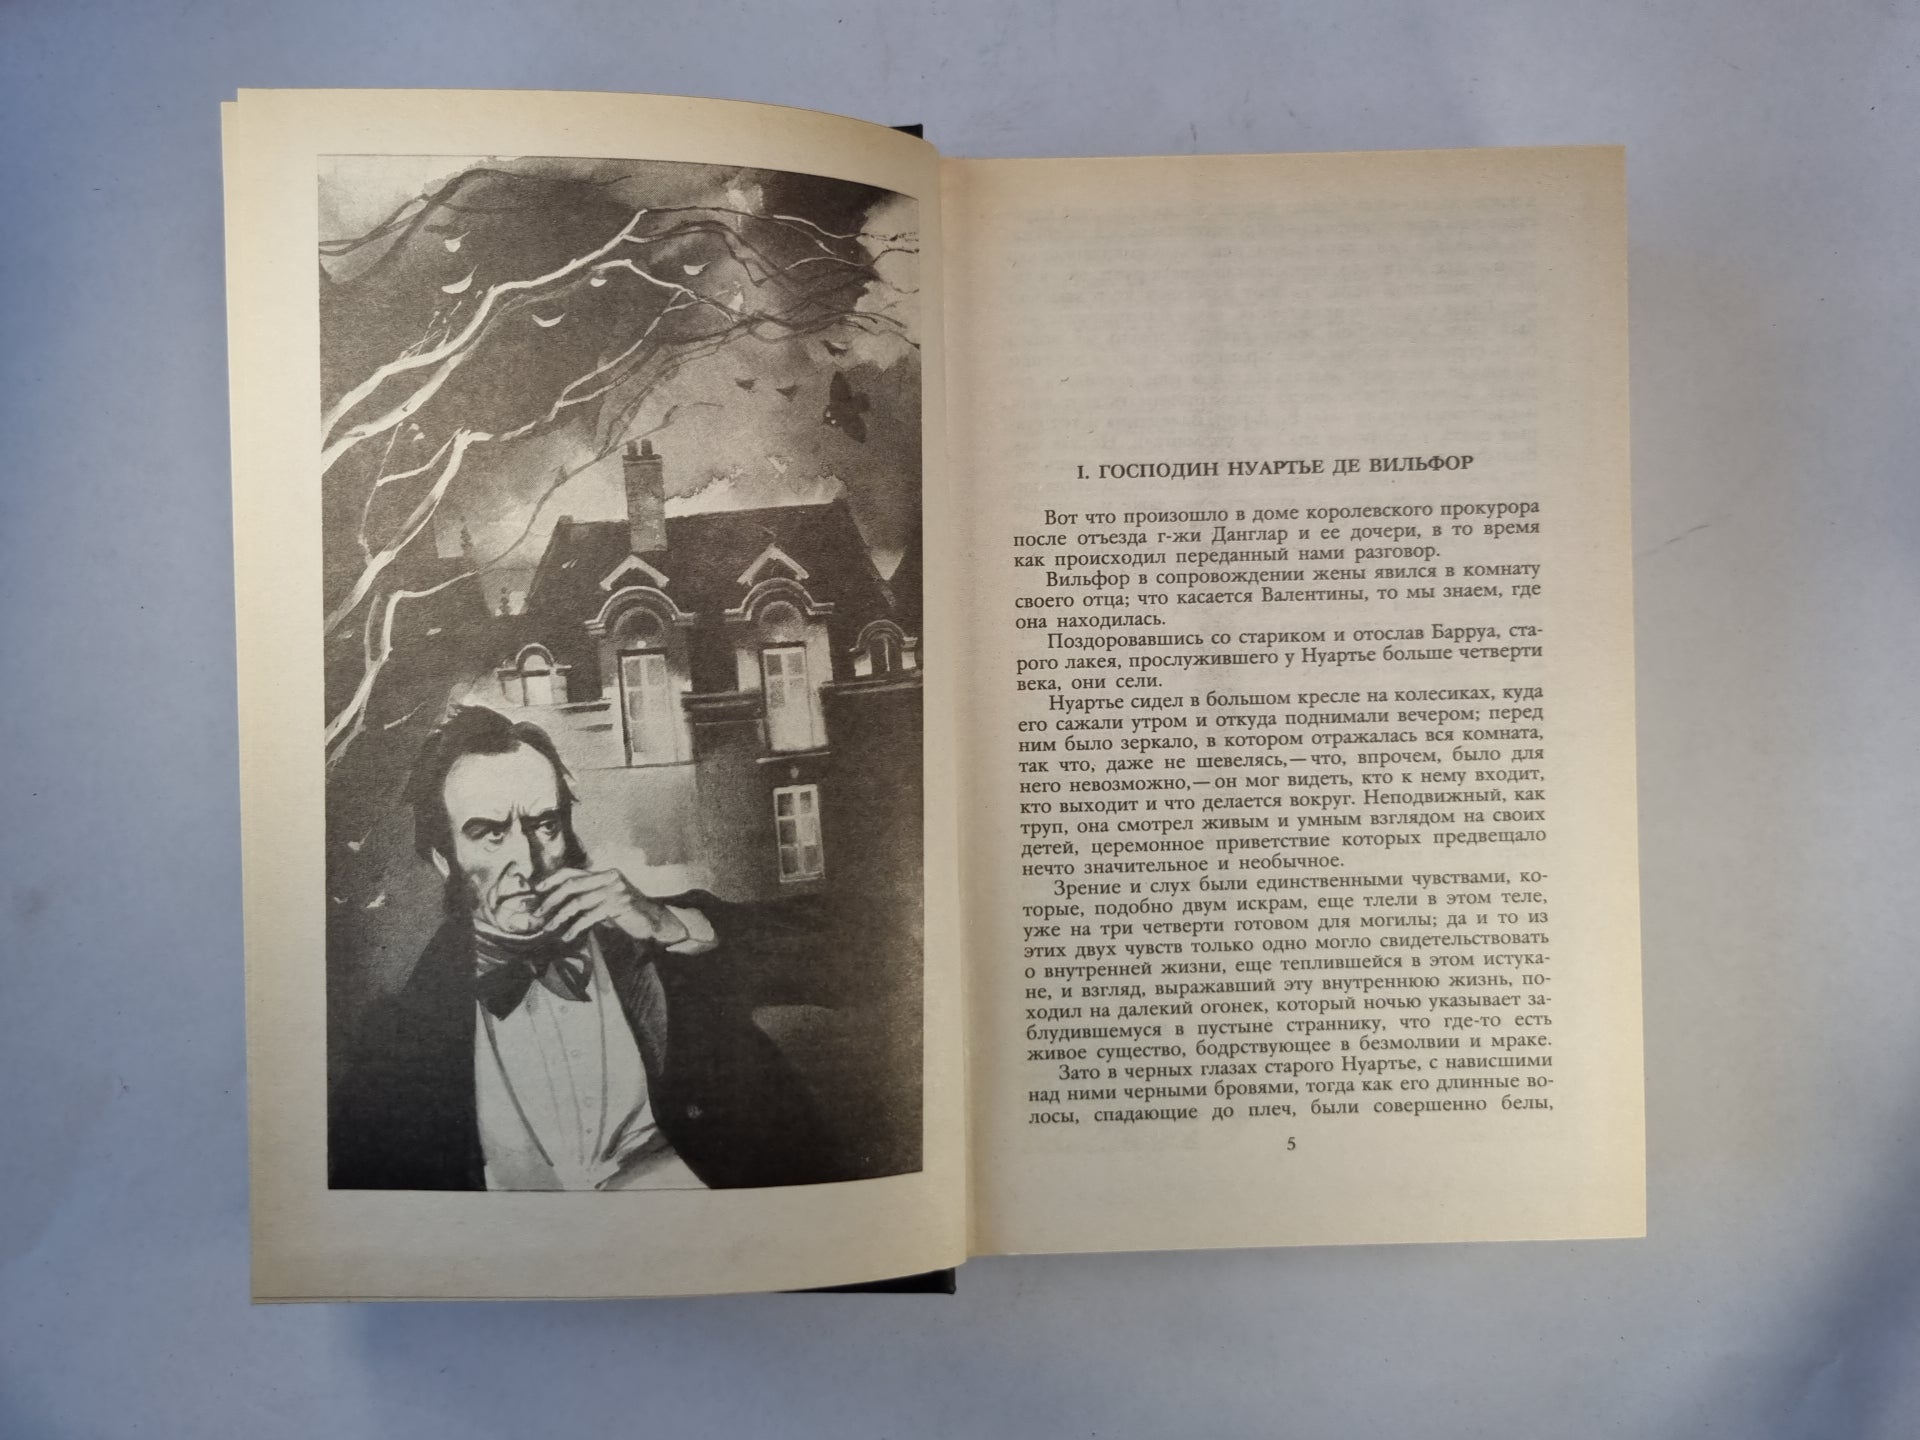 I. ГОСПОДИН НУАРТЬЕ ДЕ ВИЛЬФОР
Вот что произошло в доме королевского прокурора
после отъезда г-жи Данглар и ее дочери, в то время
как происходил переданный нами разговор.
Вильфор в сопровождении жены явился в комнату
своего отца; что касается Валентины, то мы знаем, где
она находилась.
Поздоровавшись со стариком и отослав Барруа, ста-
рого лакея, прослужившего у Нуартье больше четверти
века, они сели.
Нуартье сидел в большом кресле на колесиках, куда
его сажали утром и откуда поднимали вечером; перед
ним было зеркало, в котором отражалась вся комната,
так что, даже не шевелясь,— что, впрочем, было для
него невозможно,— он мог видеть, кто к нему входит,
кто выходит и что делается вокруг. Неподвижный, как
труп, она смотрел живым и умным взглядом на своих
детей, церемонное приветствие которых предвещало
нечто значительное и необычное.
Зрение и слух были единственными чувствами, ко-
торые, подобно двум искрам, еще тлели в этом теле,
уже на три четверти готовом для могилы; да и то из
этих двух чувств только одно могло свидетельствовать
о внутренней жизни, еще теплившейся в этом истука-
не, и взгляд, выражавший эту внутреннюю жизнь, по-
ходил на далекий огонек, который ночью указывает за-
блудившемуся в пустыне страннику, что где-то есть
живое существо, бодрствующее в безмолвии и мраке.
Зато в черных глазах старого Нуартье, с нависшими
над ними черными бровями, тогда как его длинные во-
лосы, спадающие до плеч, были совершенно белы,
5